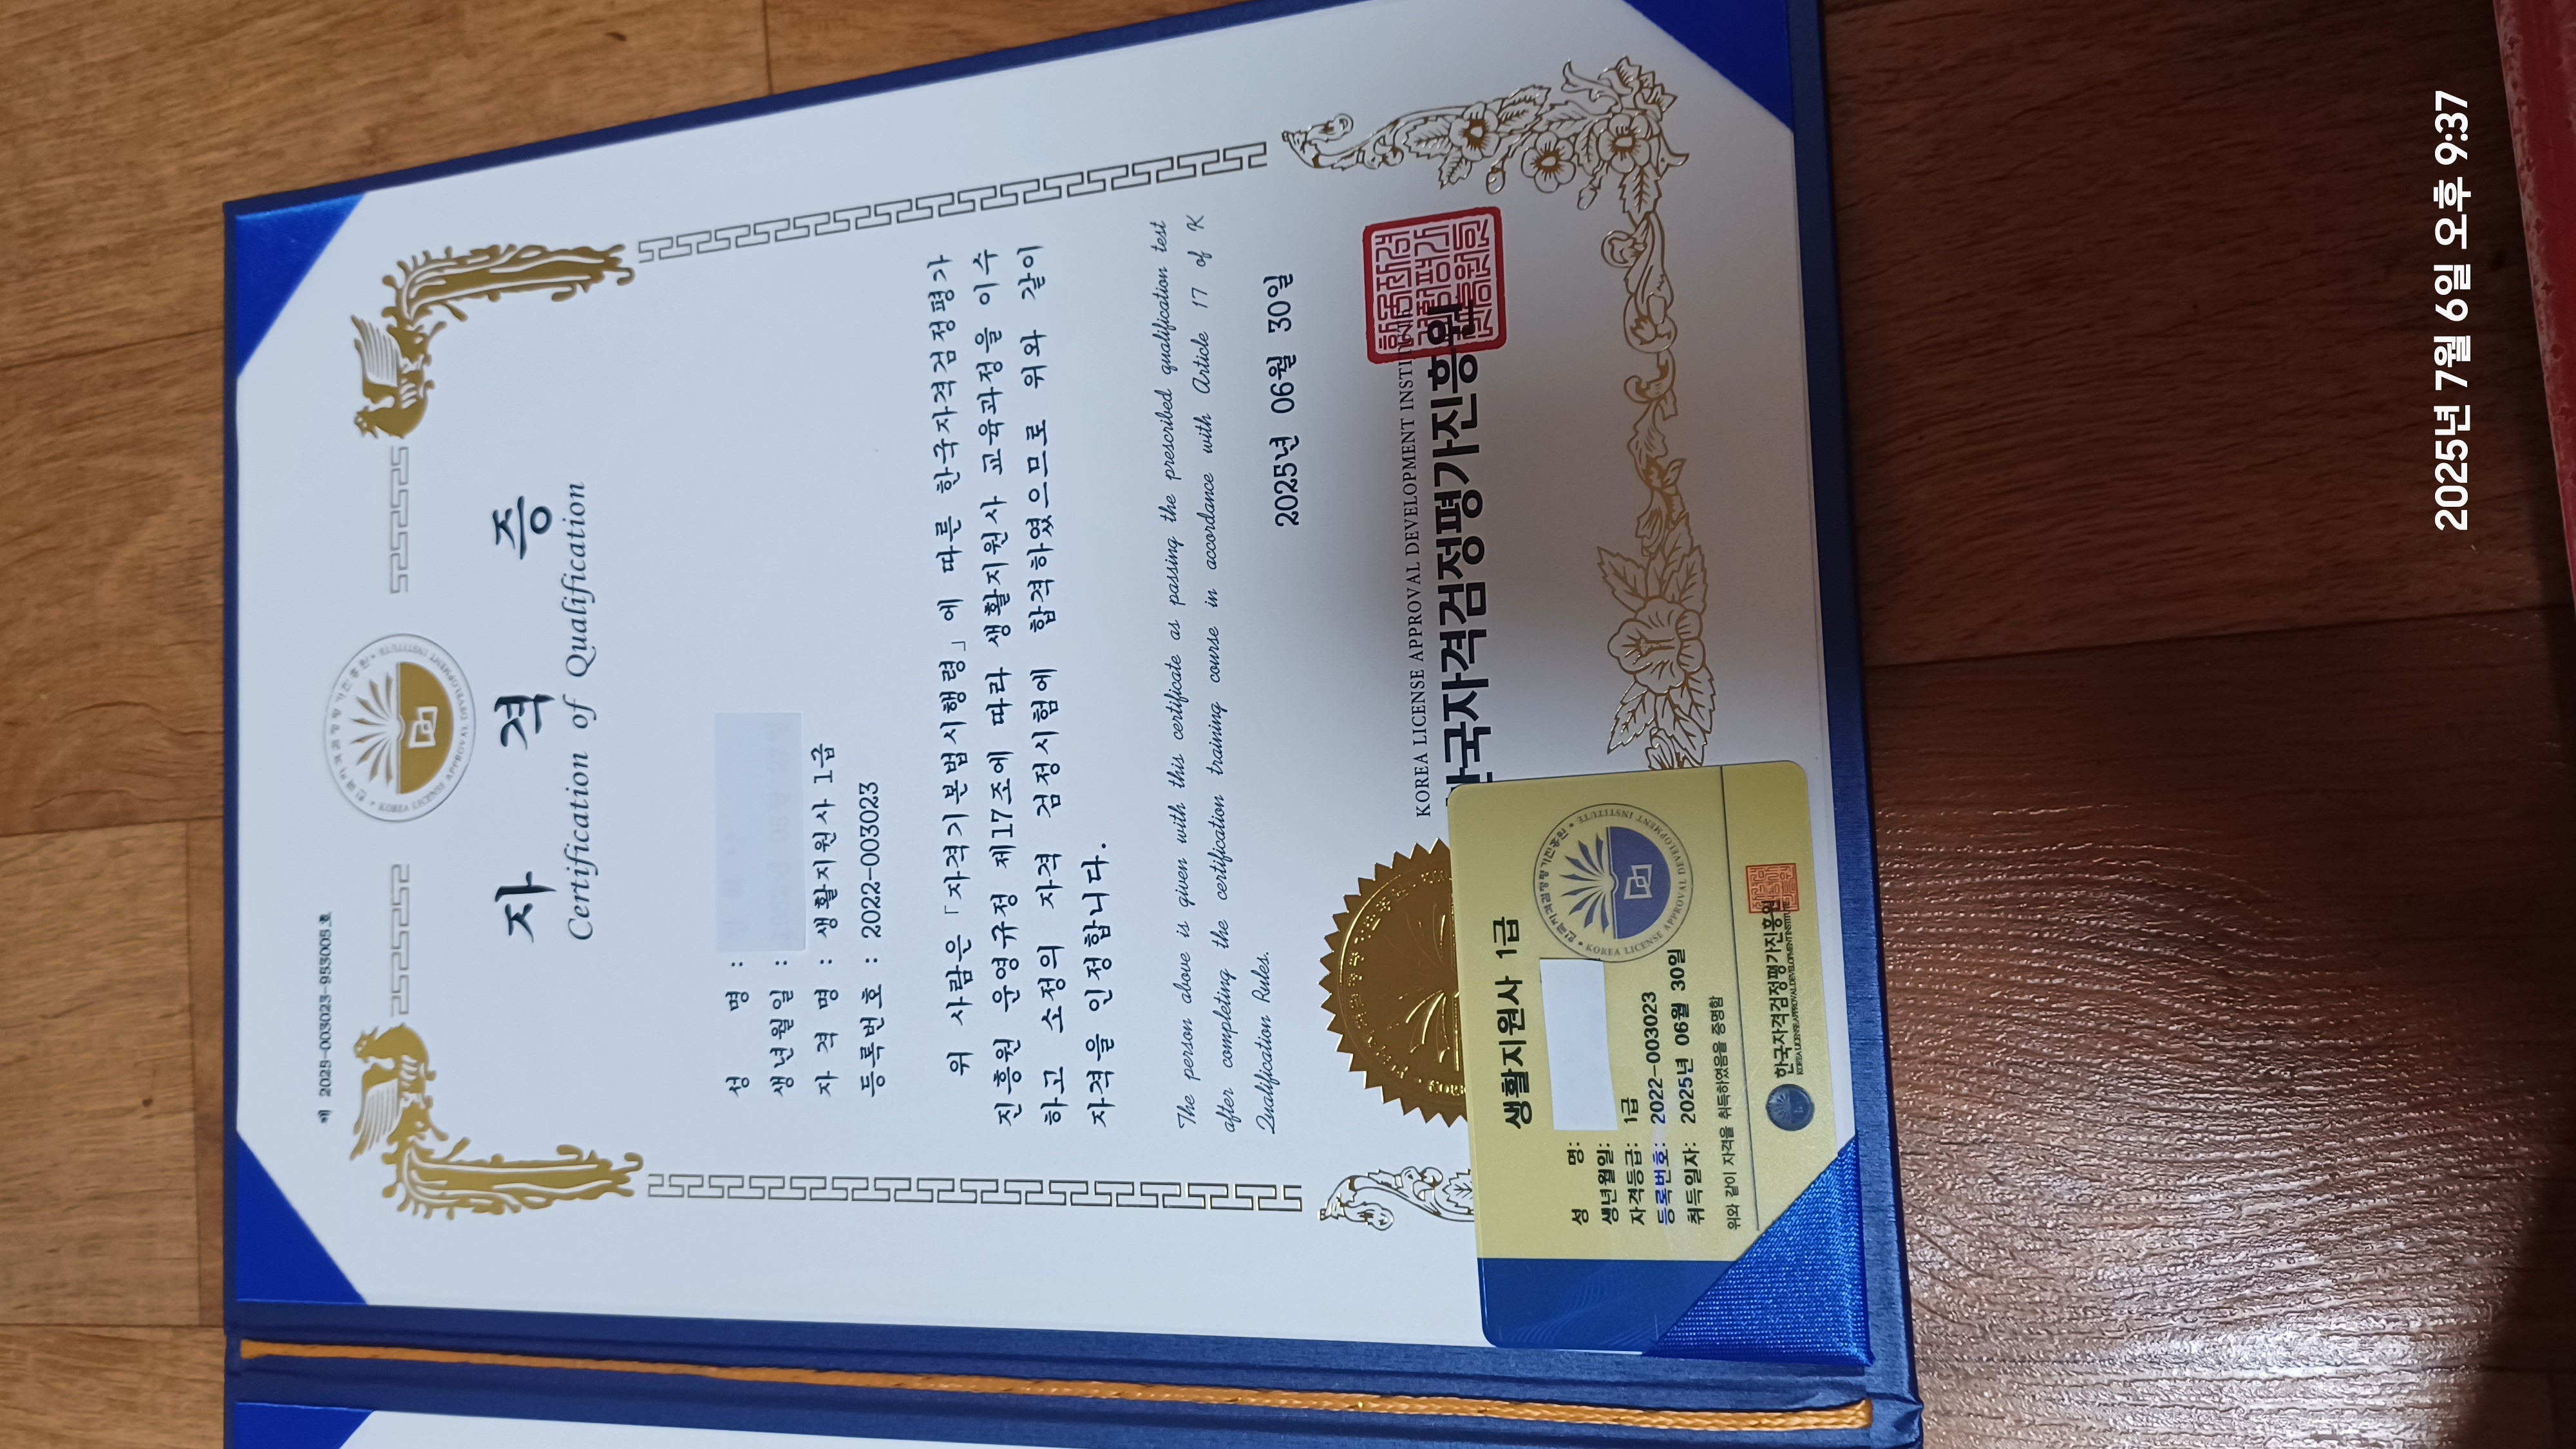 제 2025-003023-953005호
자 격 증
Certification of Qualification
성 명 :
생년월일 :
자 격 명 : 생활지원사 1급
등록번호 : 2022-003023
위 사람은 「자격기본법시행령」에 따른 한국자격검정평가
진흥원 운영규정 제17조에 따라 생활지원사 교육과정을 이수
하고 소정의 자격 검정시험에 합격하였으므로 위와 같이
자격을 인정합니다.
The person above is given with this certificate as passing the prescribed qualification test
after completing the certification training course in accordance with Article 17 of K
Qualification Rules.
2025년 06월 30일
KOREA LICENSE APPROVAL DEVELOPMENT INSTITUTE
한국자격검정평가진흥원
생활지원사 1급
성 명:
생년월일:
자격등급: 1급
등록번호: 2022-003023
취득일자: 2025년 06월 30일
위와 같이 자격을 취득하였음을 증명함
한국자격검정평가진흥원
KOREA LICENSE APPROVAL DEVELOPMENT INSTITUTE
2025년 7월 6일 오후 9:37